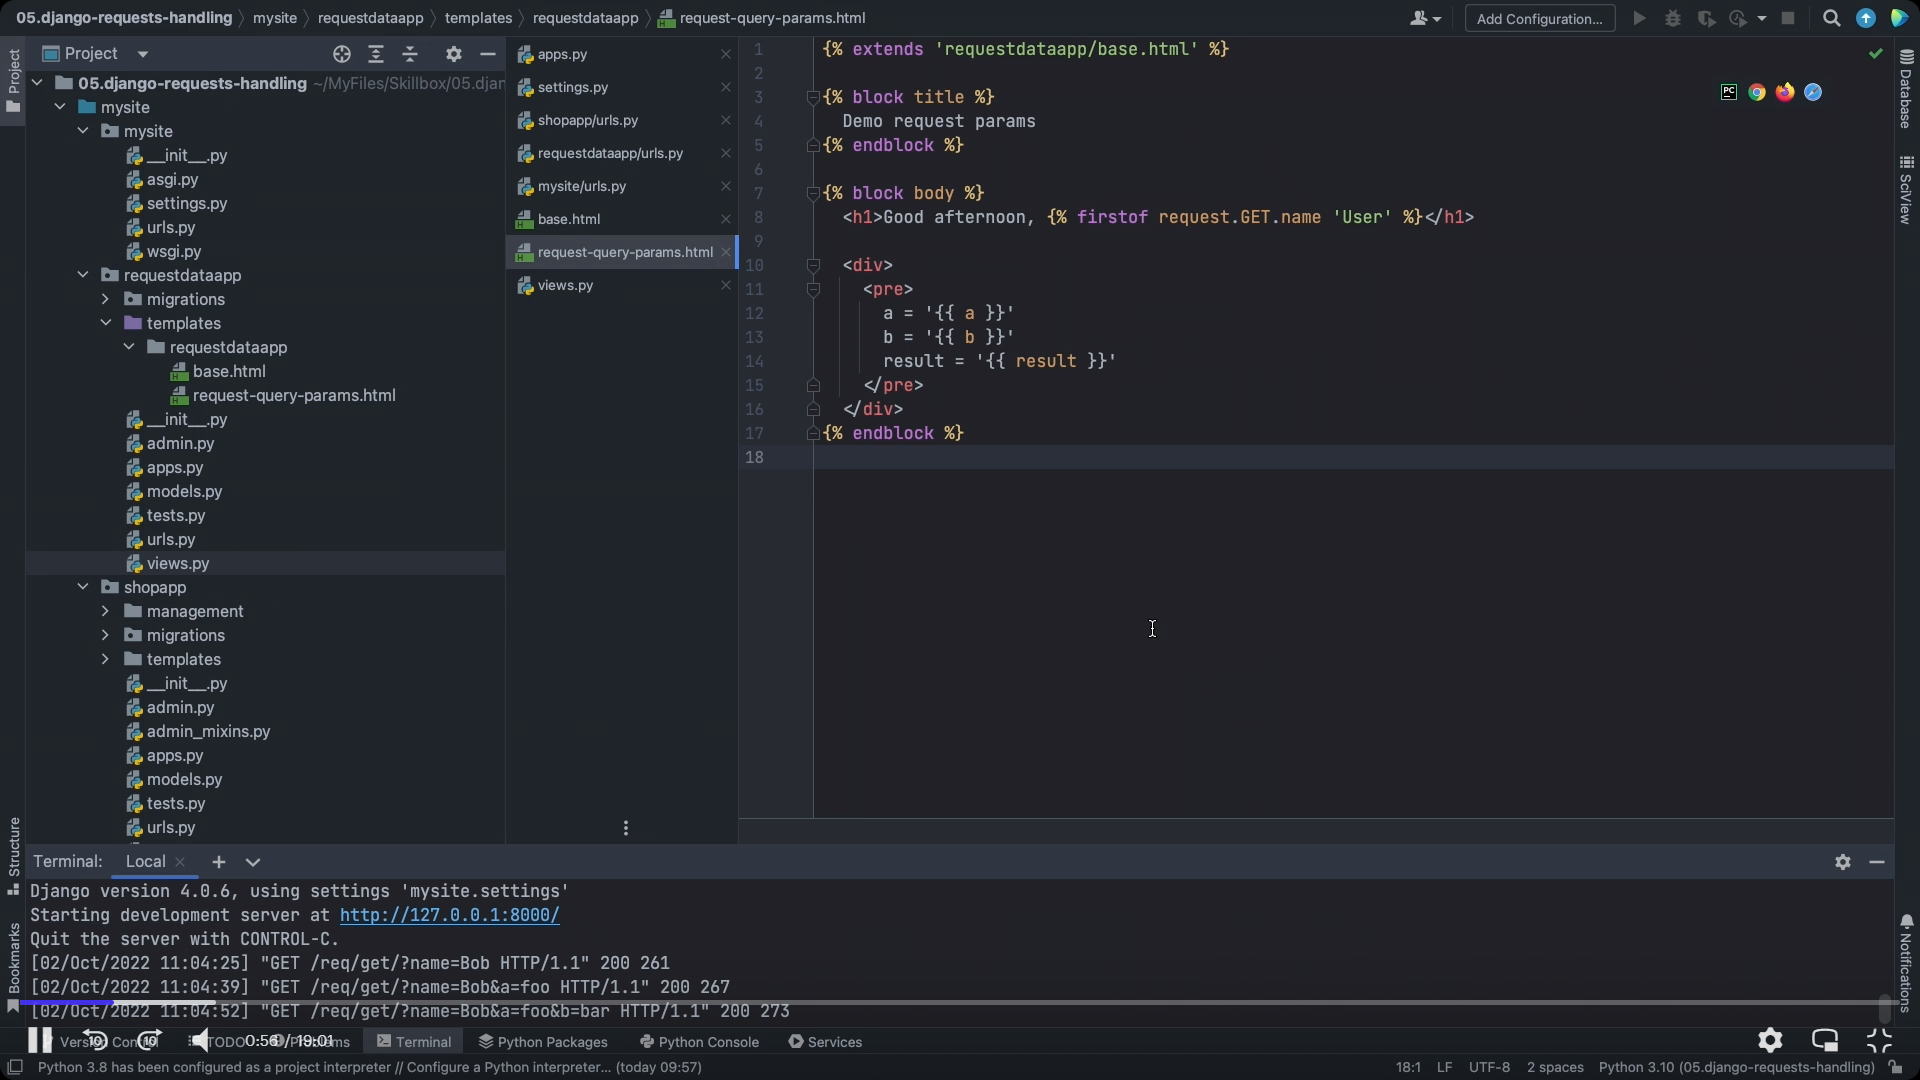 05.django-requests-handling mysite requestdataapp templates requestdataapp request-query-params.html
Add Configuration...
Project
Project
05.django-requests-handling ~/MyFiles/Skillbox/05.djan
mysite
mysite
__init__.py
asgi.py
settings.py
urls.py
wsgi.py
requestdataapp
migrations
templates
requestdataapp
base.html
request-query-params.html
__init__.py
admin.py
apps.py
models.py
tests.py
urls.py
views.py
shopapp
management
migrations
templates
__init__.py
admin.py
admin_mixins.py
apps.py
models.py
tests.py
urls.py
apps.py
settings.py
shopapp/urls.py
requestdataapp/urls.py
mysite/urls.py
base.html
request-query-params.html
views.py
1 {% extends 'requestdataapp/base.html' %}
2
3 {% block title %}
4 Demo request params
5 {% endblock %}
6
7 {% block body %}
8 <h1>Good afternoon, {% firstof request.GET.name 'User' %}</h1>
9
10 <div>
11 <pre>
12 a = '{{ a }}'
13 b = '{{ b }}'
14 result = '{{ result }}'
15 </pre>
16 </div>
17 {% endblock %}
18
PC
Database
SciView
Notifications
Structure
Bookmarks
Terminal: Local
Django version 4.0.6, using settings 'mysite.settings'
Starting development server at http://127.0.0.1:8000/
Quit the server with CONTROL-C.
[02/Oct/2022 11:04:25] "GET /req/get/?name=Bob HTTP/1.1" 200 261
[02/Oct/2022 11:04:39] "GET /req/get/?name=Bob&a=foo HTTP/1.1" 200 267
[02/Oct/2022 11:04:52] "GET /req/get/?name=Bob&a=foo&b=bar HTTP/1.1" 200 273
10 10 0:56 / 19:01
Version Control TODO Problems Terminal Python Packages Python Console Services
Python 3.8 has been configured as a project interpreter // Configure a Python interpreter... (today 09:57)
18:1 LF UTF-8 2 spaces Python 3.10 (05.django-requests-handling)